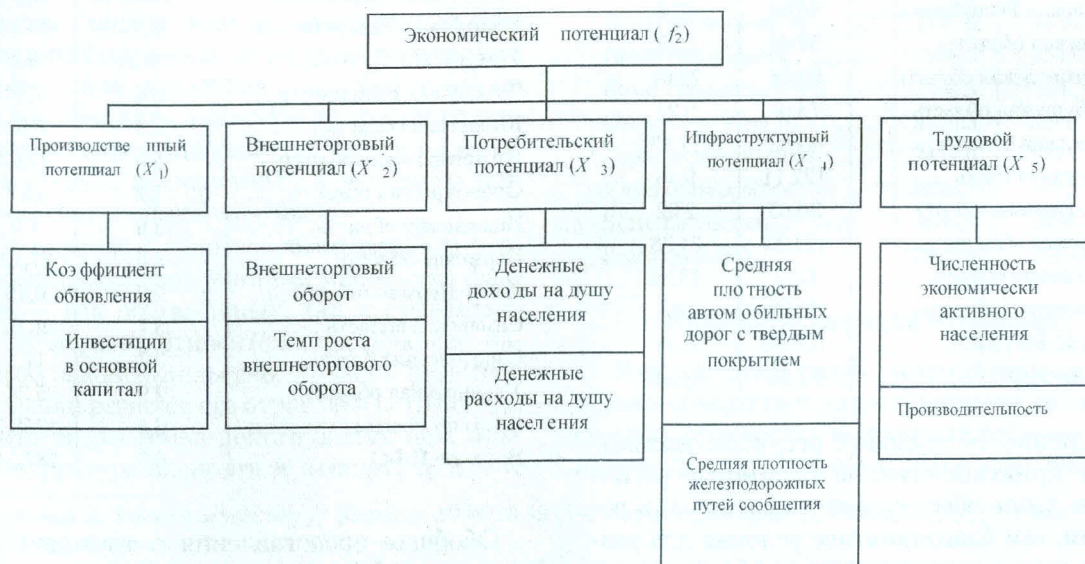 Экономический потенциал (f₂)
Производственный
потенциал (X₁)
Внешнеторговый
потенциал (X₂)
Потребительский
потенциал (X₃)
Инфраструктурный
потенциал (X₄)
Трудовой
потенциал (X₅)
Коэффициент
обновления
Инвестиции
в основной
капитал
Внешнеторговый
оборот
Темп роста
внешнеторгового
оборота
Денежные
доходы на душу
населения
Денежные
расходы на душу
населения
Средняя
плотность
автомобильных
дорог с твердым
покрытием
Средняя плотность
железнодорожных
путей сообщения
Численность
экономически
активного
населения
Производительность